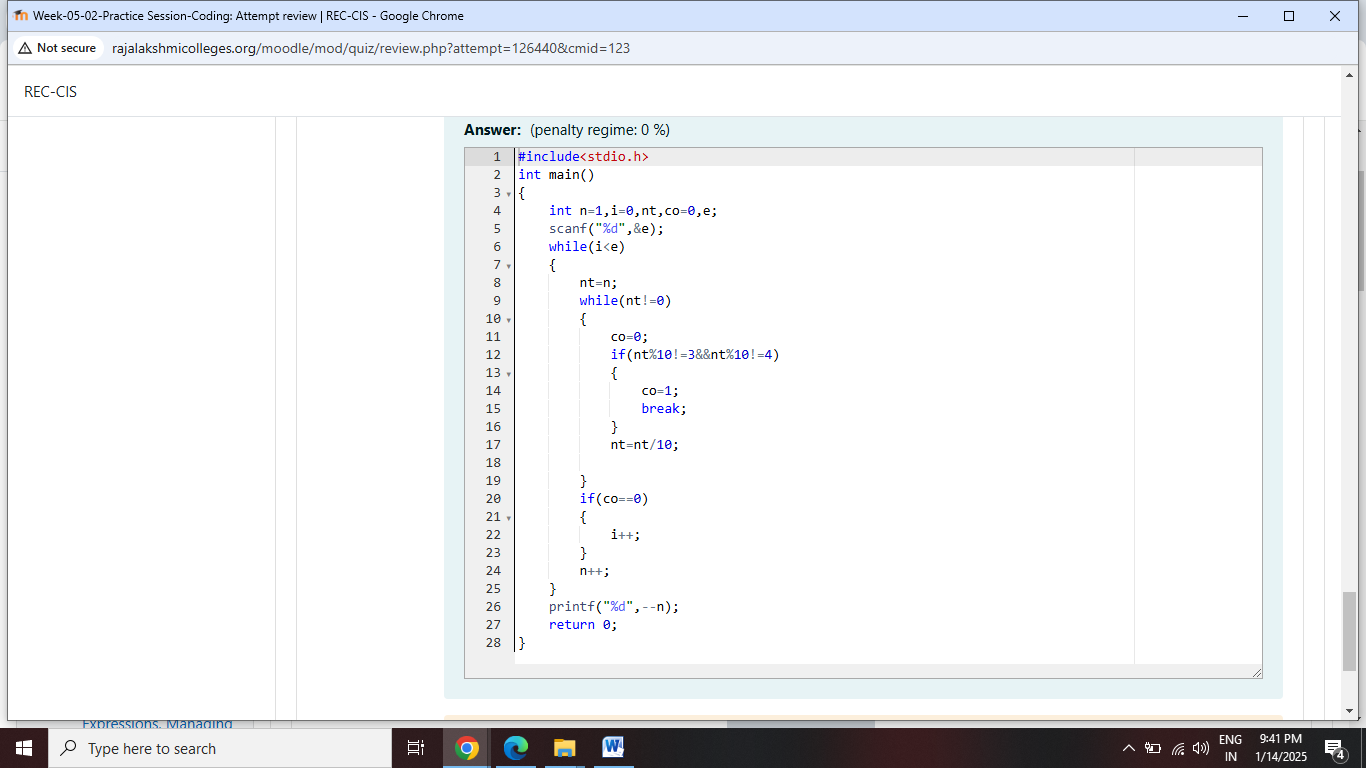 Week-05-02-Practice Session-Coding: Attempt review | REC-CIS - Google Chrome
Not secure rajalakshmicolleges.org/moodle/mod/quiz/review.php?attempt=126440&cmid=123
REC-CIS
Answer: (penalty regime: 0 %)
1 #include<stdio.h>
2 int main()
3 {
4 int n=1,i=0,nt,co=0,e;
5 scanf("%d",&e);
6 while(i<e)
7 {
8 nt=n;
9 while(nt!=0)
10 {
11 co=0;
12 if(nt%10!=3&&nt%10!=4)
13 {
14 co=1;
15 break;
16 }
17 nt=nt/10;
18
19 }
20 if(co==0)
21 {
22 i++;
23 }
24 n++;
25 }
26 printf("%d",--n);
27 return 0;
28 }
Expressions, Managing
Type here to search
ENG
IN
9:41 PM
1/14/2025
4